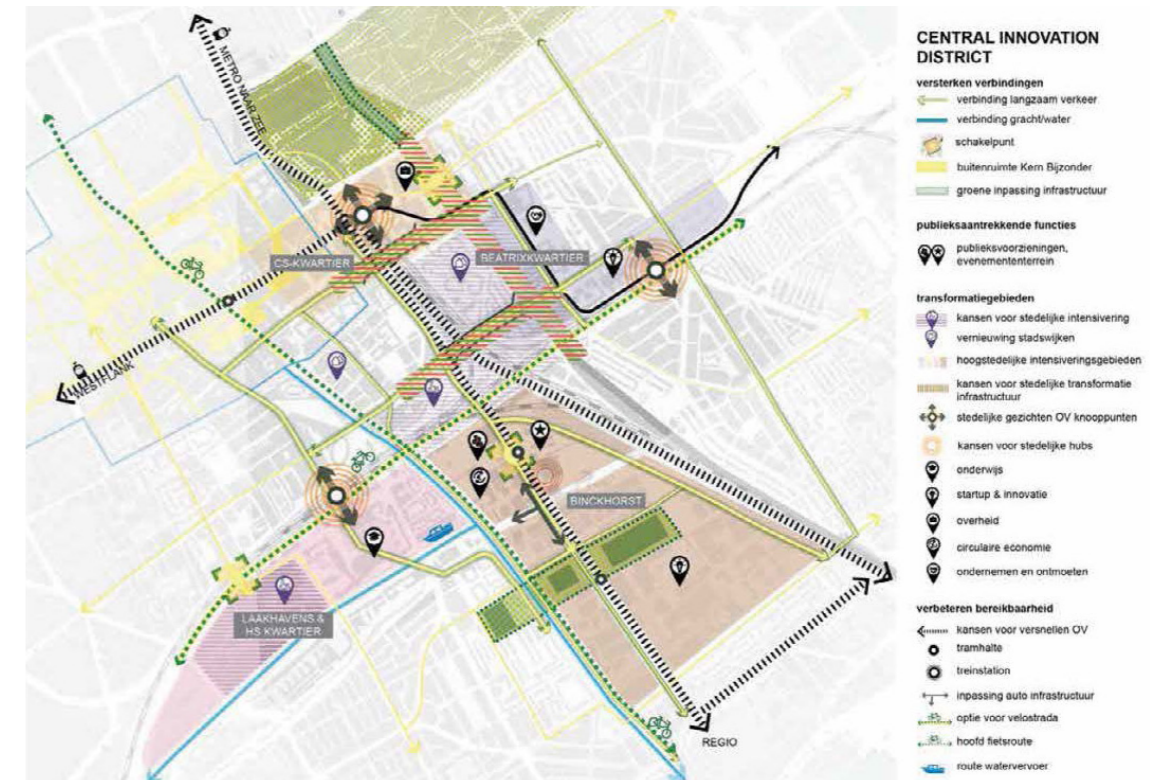 METRO NAAR ZEE
CS-KWARTIER
BEATRIXKWARTIER
WESTFLANK
BINCKHORST
LAAKHAVENS &
HS KWARTIER
REGIO
CENTRAL INNOVATION
DISTRICT
versterken verbindingen
verbinding langzaam verkeer
verbinding gracht/water
schakelpunt
buitenruimte Kern Bijzonder
groene inpassing infrastructuur
publieksaantrekkende functies
publieksvoorzieningen,
evenemententerrein
transformatiegebieden
kansen voor stedelijke intensivering
vernieuwing stadswijken
hoogstedelijke intensiveringsgebieden
kansen voor stedelijke transformatie
infrastructuur
stedelijke gezichten OV knooppunten
kansen voor stedelijke hubs
onderwijs
startup & innovatie
overheid
circulaire economie
ondernemen en ontmoeten
verbeteren bereikbaarheid
kansen voor versnellen OV
tramhalte
treinstation
inpassing auto infrastructuur
optie voor velostrada
hoofd fietsroute
route watervervoer